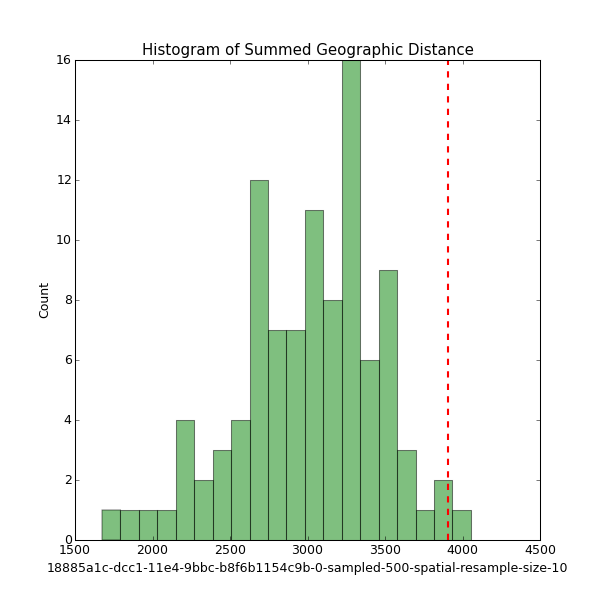 Histogram of Summed Geographic Distance
16
14
12
10
8
6
4
2
0
Count
1500 2000 2500 3000 3500 4000 4500
18885a1c-dcc1-11e4-9bbc-b8f6b1154c9b-0-sampled-500-spatial-resample-size-10